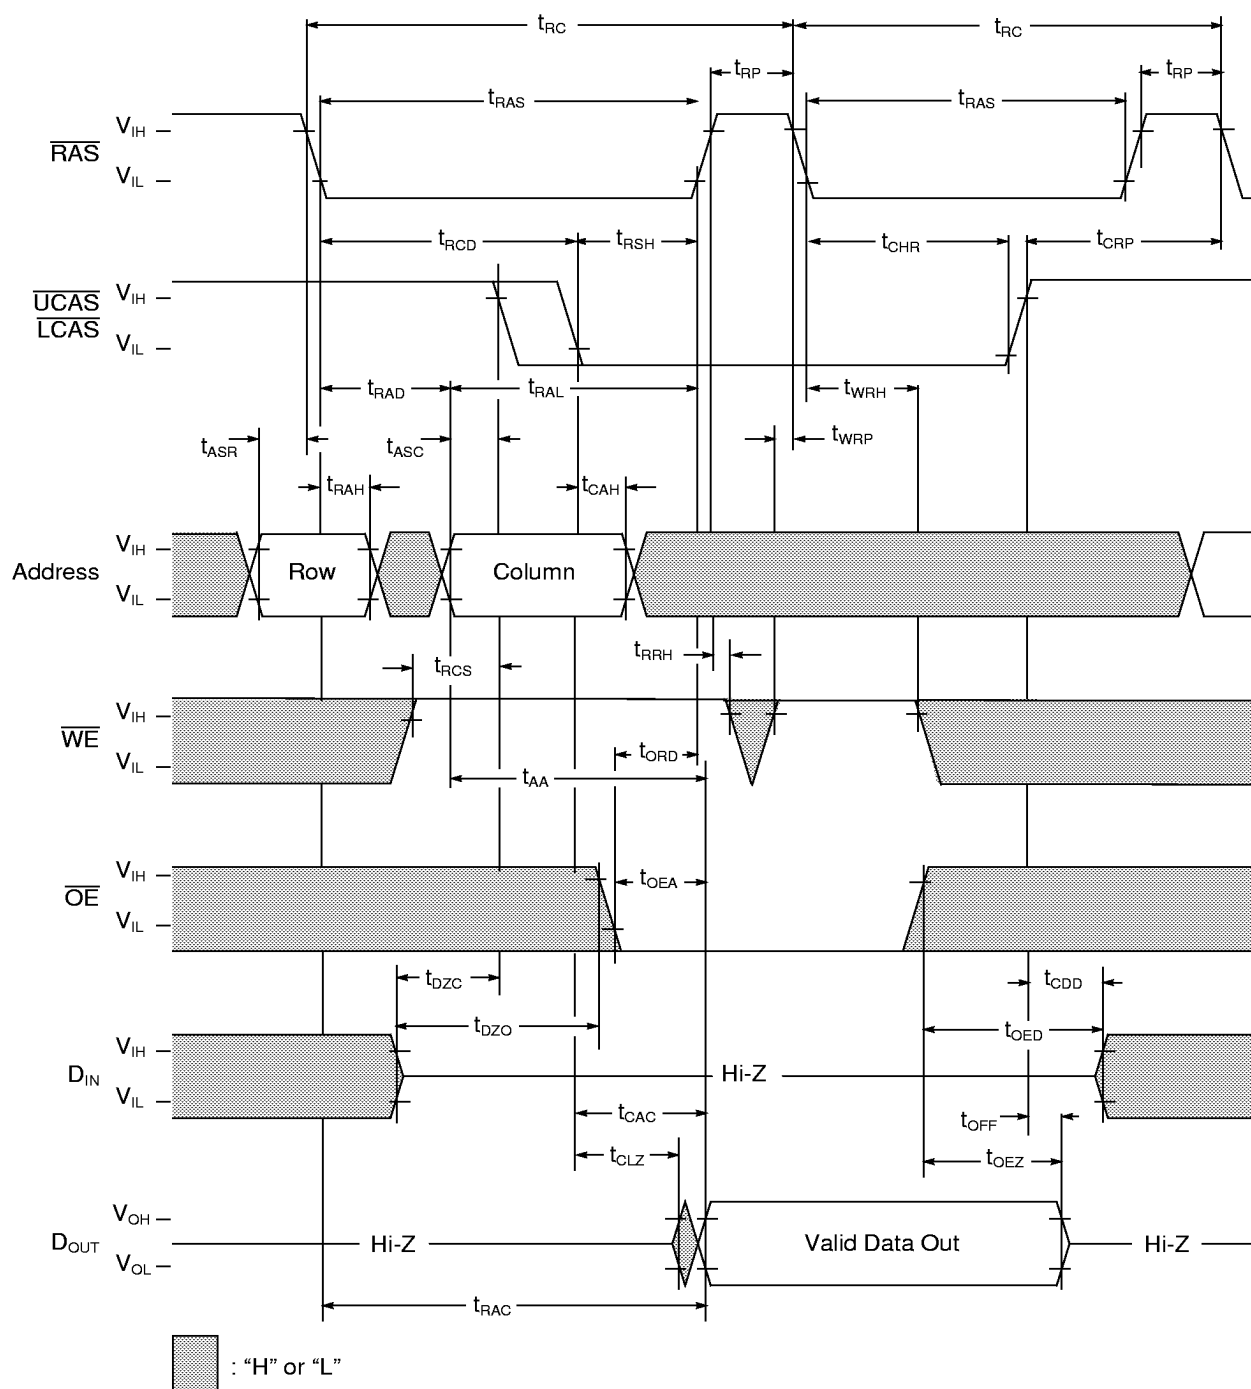 tRC tRC
tRP tRP
tRAS tRAS
RAS VIH
VIL
tRCD tRSH tCHR tCRP
UCAS VIH
LCAS
VIL
tRAD tRAL tWRH
tASR tASC tWRP
tRAH tCAH
VIH
Address Row Column
VIL
tRRH
tRCS
VIH
WE
VIL
tORD
tAA
VIH
OE tOEA
VIL
tDZC tCDD
tDZO tOED
VIH
DIN Hi-Z
VIL
tCAC tOFF
tCLZ tOEZ
VOH
DOUT Hi-Z Valid Data Out Hi-Z
VOL
tRAC
: “H” or “L”